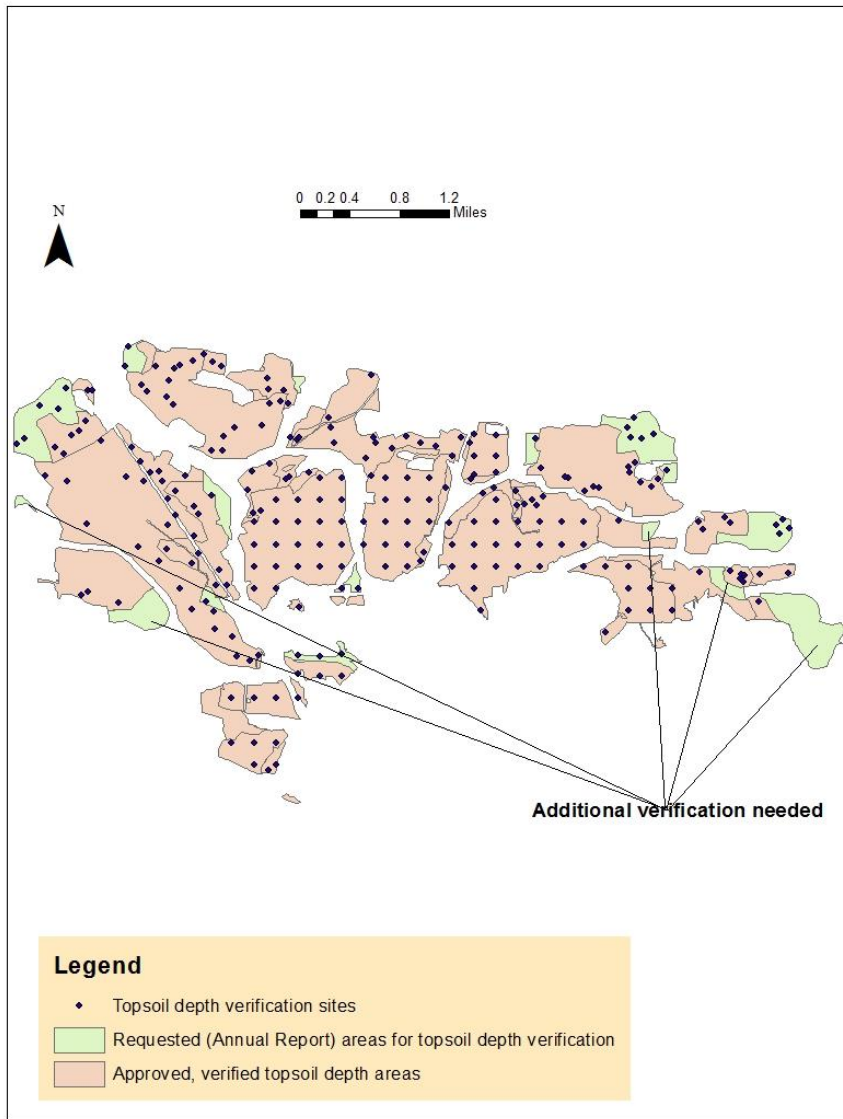 0 0.2 0.4 0.8 1.2
Miles
N
Additional verification needed
Legend
Topsoil depth verification sites
Requested (Annual Report) areas for topsoil depth verification
Approved, verified topsoil depth areas